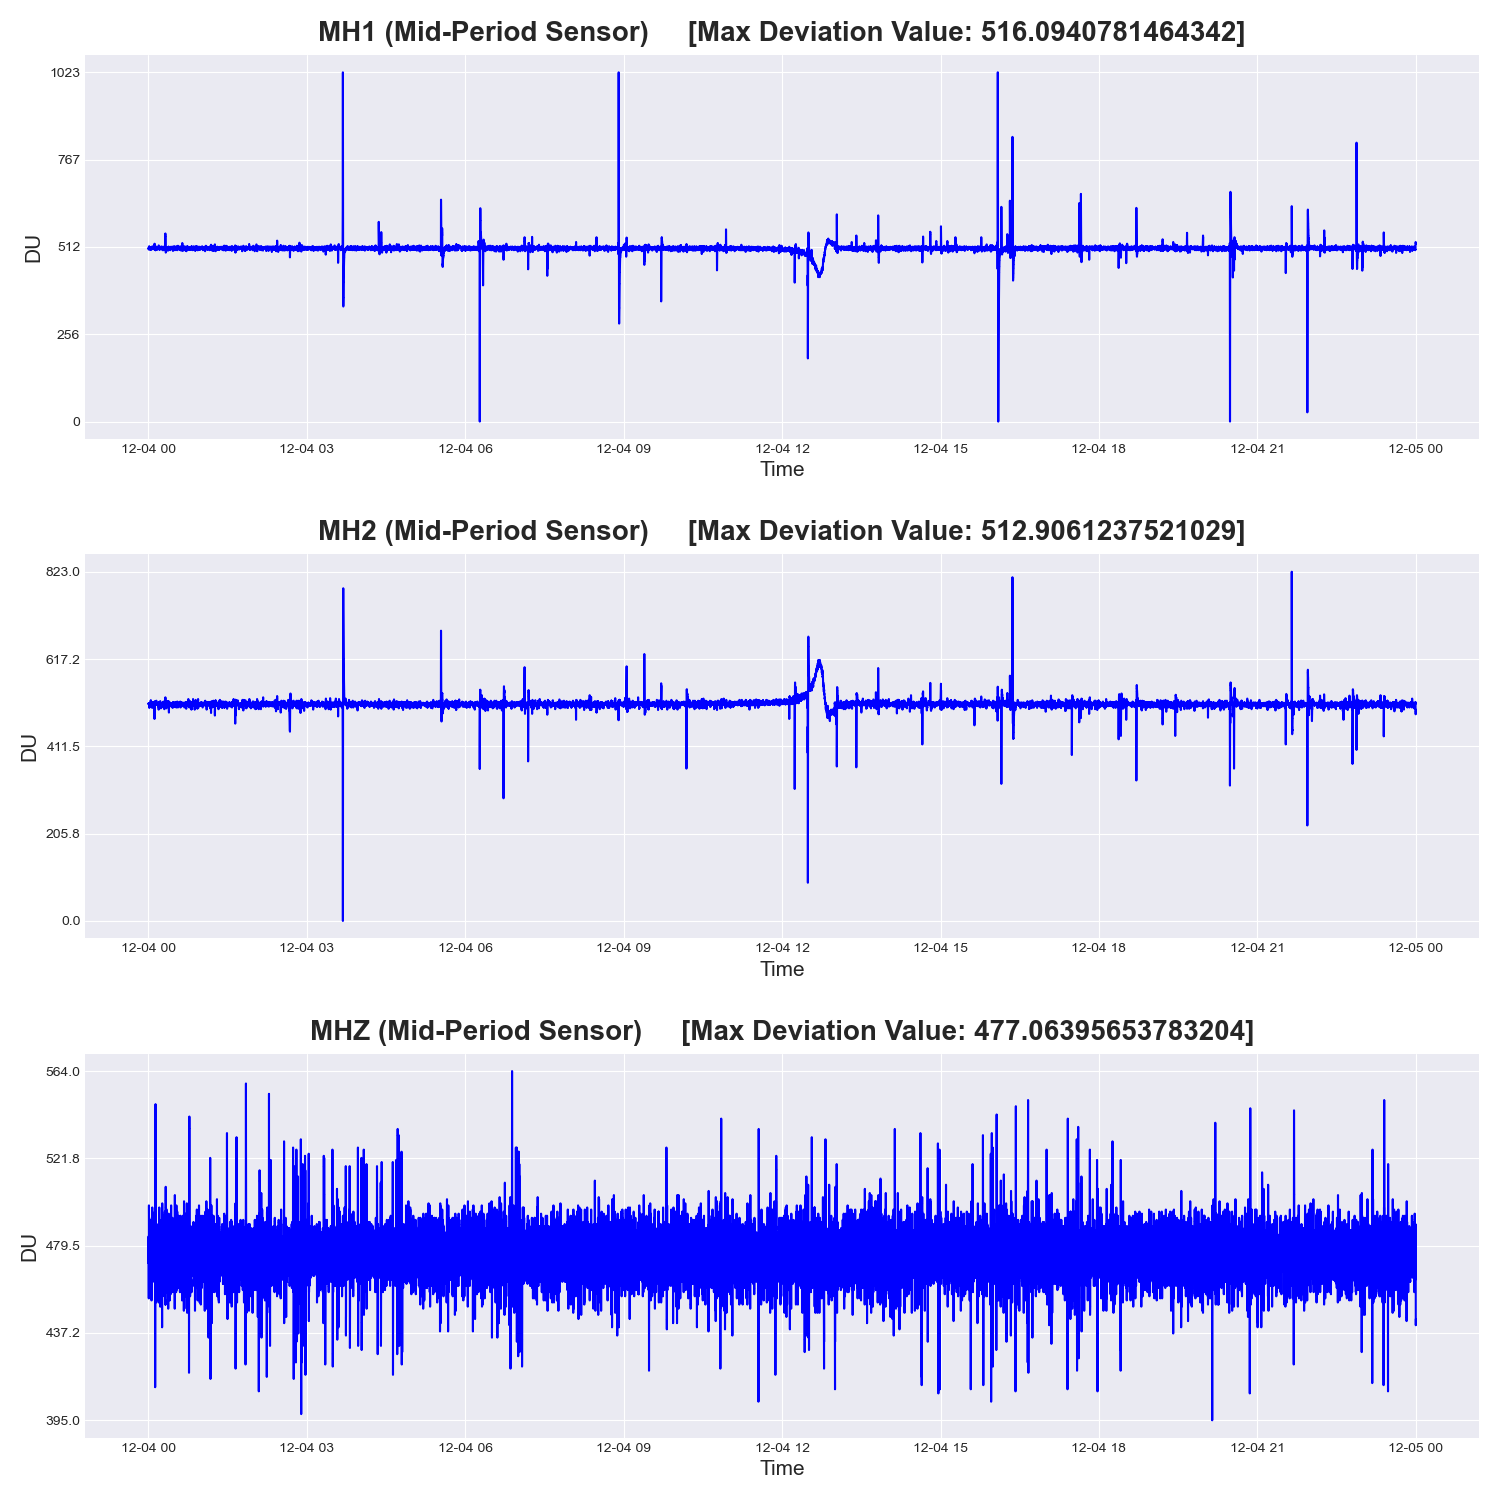 MH1 (Mid-Period Sensor) [Max Deviation Value: 516.0940781464342]
1023
767
512
256
0
DU
12-04 00 12-04 03 12-04 06 12-04 09 12-04 12 12-04 15 12-04 18 12-04 21 12-05 00
Time
MH2 (Mid-Period Sensor) [Max Deviation Value: 512.9061237521029]
823.0
617.2
411.5
205.8
0.0
DU
12-04 00 12-04 03 12-04 06 12-04 09 12-04 12 12-04 15 12-04 18 12-04 21 12-05 00
Time
MHZ (Mid-Period Sensor) [Max Deviation Value: 477.06395653783204]
564.0
521.8
479.5
437.2
395.0
DU
12-04 00 12-04 03 12-04 06 12-04 09 12-04 12 12-04 15 12-04 18 12-04 21 12-05 00
Time